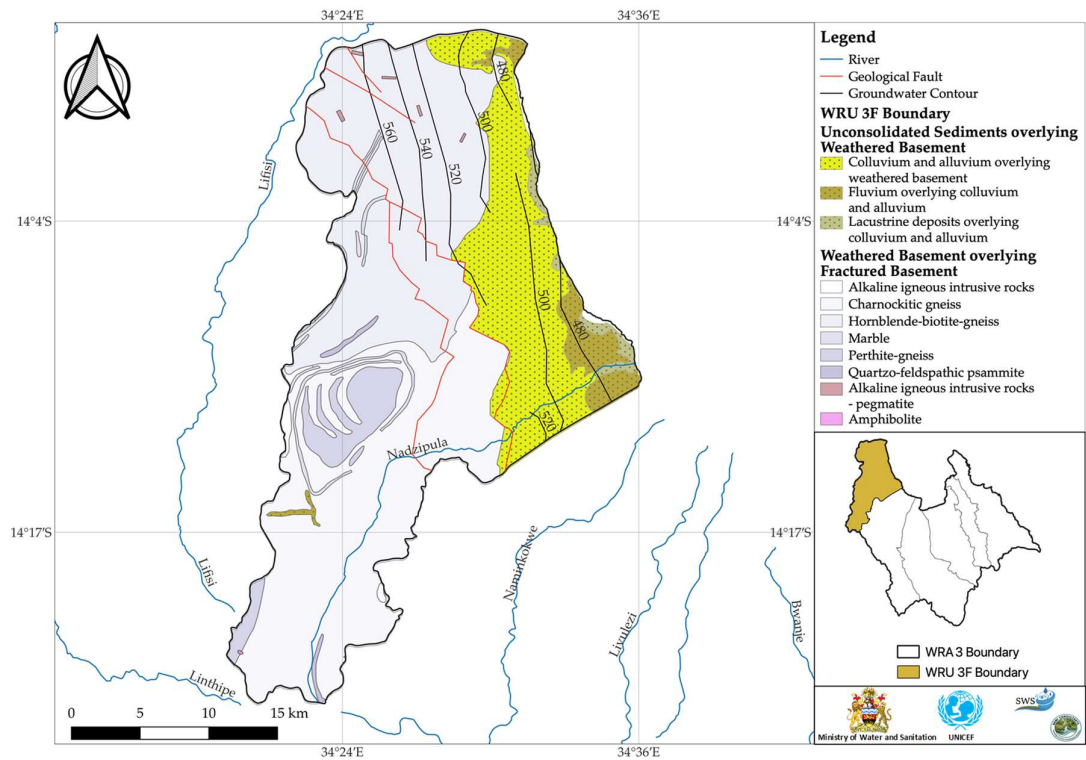 34°24'E
34°36'E
560
540
520
500
480
Lifisi
14°4'S
14°4'S
500
480
520
Nadzipula
14°17'S
14°17'S
Naminkokwe
Livulezi
Bwanje
Lifisi
Linthipe
0 5 10 15 km
34°24'E
34°36'E
Legend
River
Geological Fault
Groundwater Contour
WRU 3F Boundary
Unconsolidated Sediments overlying
Weathered Basement
Colluvium and alluvium overlying
weathered basement
Fluvium overlying colluvium
and alluvium
Lacustrine deposits overlying
colluvium and alluvium
Weathered Basement overlying
Fractured Basement
Alkaline igneous intrusive rocks
Charnockitic gneiss
Hornblende-biotite-gneiss
Marble
Perthite-gneiss
Quartzo-feldspathic psammite
Alkaline igneous intrusive rocks
- pegmatite
Amphibolite
WRA 3 Boundary
WRU 3F Boundary
Ministry of Water and Sanitation
UNICEF
SWS